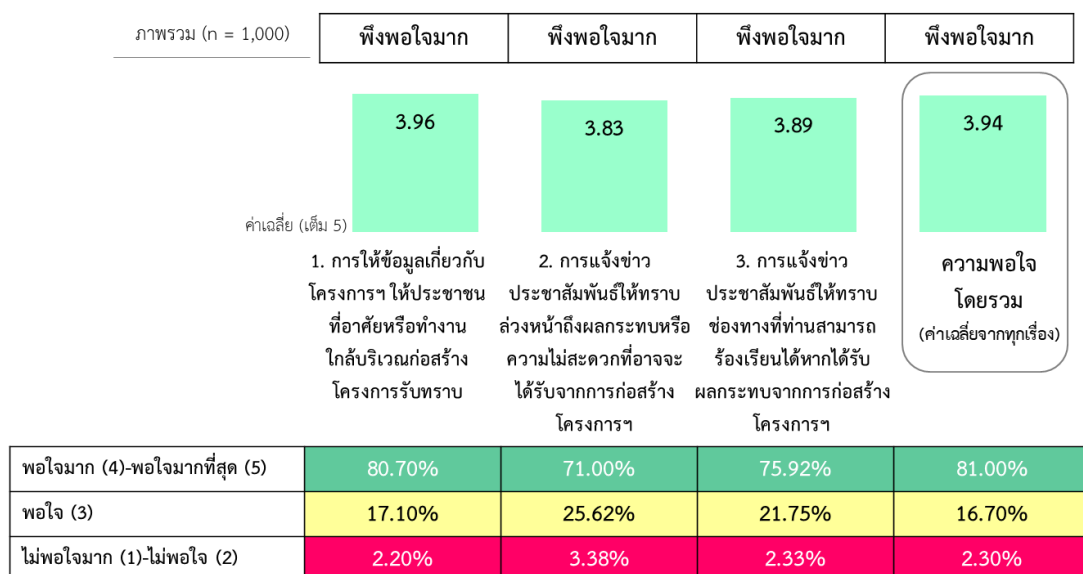 ภาพรวม (n = 1,000)
พึงพอใจมาก พึงพอใจมาก พึงพอใจมาก พึงพอใจมาก
3.96 3.83 3.89 3.94
ค่าเฉลี่ย (เต็ม 5)
1. การให้ข้อมูลเกี่ยวกับ
โครงการฯ ให้ประชาชน
ที่อาศัยหรือทำงาน
ใกล้บริเวณก่อสร้าง
โครงการรับทราบ
2. การแจ้งข่าว
ประชาสัมพันธ์ให้ทราบ
ล่วงหน้าถึงผลกระทบหรือ
ความไม่สะดวกที่อาจจะ
ได้รับจากการก่อสร้าง
โครงการฯ
3. การแจ้งข่าว
ประชาสัมพันธ์ให้ทราบ
ช่องทางที่ท่านสามารถ
ร้องเรียนได้หากได้รับ
ผลกระทบจากการก่อสร้าง
โครงการฯ
ความพอใจ
โดยรวม
(ค่าเฉลี่ยจากทุกเรื่อง)
พอใจมาก (4)-พอใจมากที่สุด (5) 80.70% 71.00% 75.92% 81.00%
พอใจ (3) 17.10% 25.62% 21.75% 16.70%
ไม่พอใจมาก (1)-ไม่พอใจ (2) 2.20% 3.38% 2.33% 2.30%